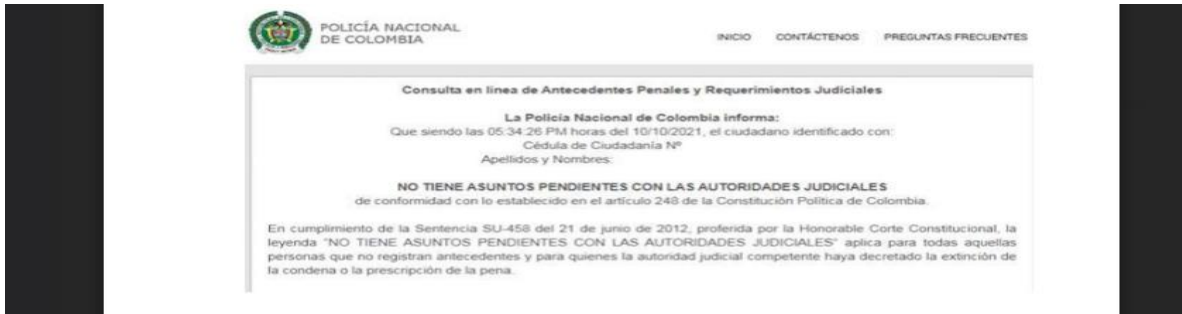 POLICÍA NACIONAL
DE COLOMBIA
INICIO CONTÁCTENOS PREGUNTAS FRECUENTES
Consulta en línea de Antecedentes Penales y Requerimientos Judiciales
La Policía Nacional de Colombia informa:
Que siendo las 05:34:26 PM horas del 10/10/2021, el ciudadano identificado con:
Cédula de Ciudadanía Nº
Apellidos y Nombres:
NO TIENE ASUNTOS PENDIENTES CON LAS AUTORIDADES JUDICIALES
de conformidad con lo establecido en el artículo 248 de la Constitución Política de Colombia.
En cumplimiento de la Sentencia SU-458 del 21 de junio de 2012, proferida por la Honorable Corte Constitucional, la
leyenda "NO TIENE ASUNTOS PENDIENTES CON LAS AUTORIDADES JUDICIALES" aplica para todas aquellas
personas que no registran antecedentes y para quienes la autoridad judicial competente haya decretado la extinción de
la condena o la prescripción de la pena.